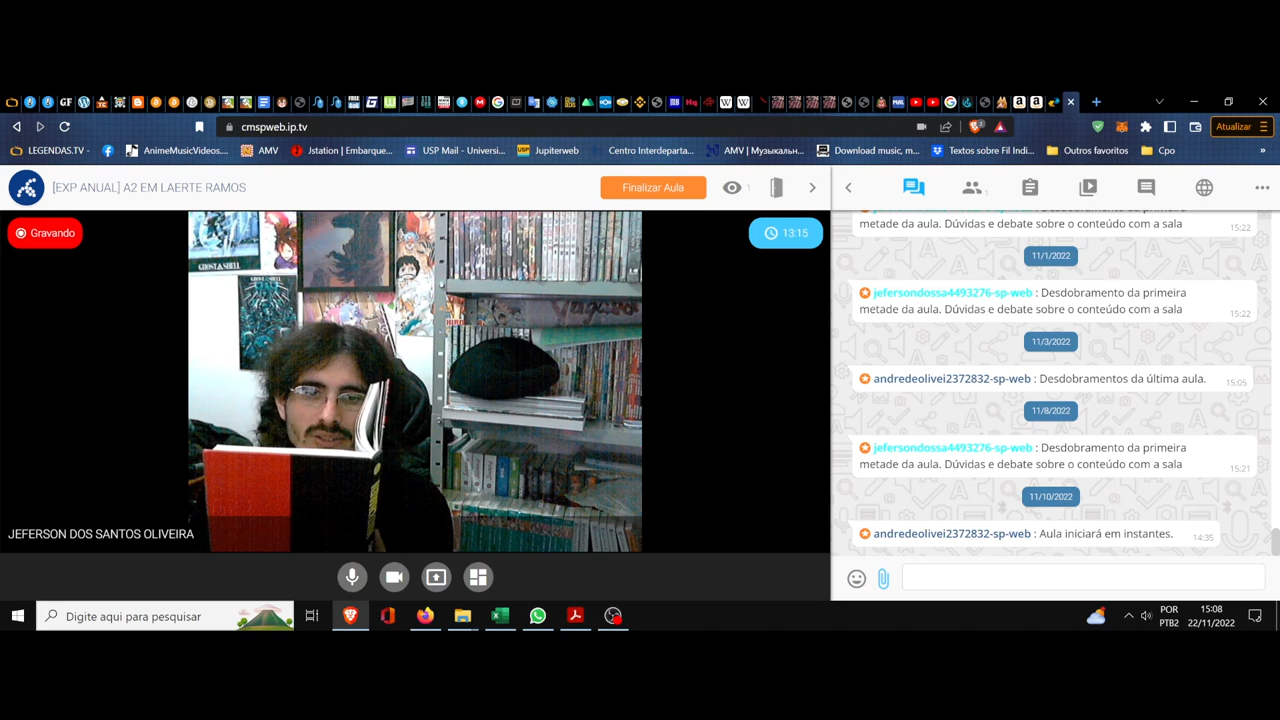 cmspweb.ip.tv
Atualizar
LEGENDAS.TV -
AnimeMusicVideos....
AMV
Jstation | Embarque...
USP Mail - Universi...
Jupiterweb
Centro Interdeparta...
AMV | Музыкальн...
Download music, m...
Textos sobre Fil Indi...
Outros favoritos
Cpo
»
[EXP ANUAL] A2 EM LAERTE RAMOS
Finalizar Aula
1
1
Gravando
13:15
GHOST IN THE SHELL
JEFERSON DOS SANTOS OLIVEIRA
metade da aula. Dúvidas e debate sobre o conteúdo com a sala
15:22
11/1/2022
jefersondossa4493276-sp-web : Desdobramento da primeira
metade da aula. Dúvidas e debate sobre o conteúdo com a sala
15:22
11/3/2022
andredeolivei2372832-sp-web : Desdobramentos da última aula.
15:05
11/8/2022
jefersondossa4493276-sp-web : Desdobramento da primeira
metade da aula. Dúvidas e debate sobre o conteúdo com a sala
15:21
11/10/2022
andredeolivei2372832-sp-web : Aula iniciará em instantes.
14:35
Digite aqui para pesquisar
POR
PTB2
15:08
22/11/2022